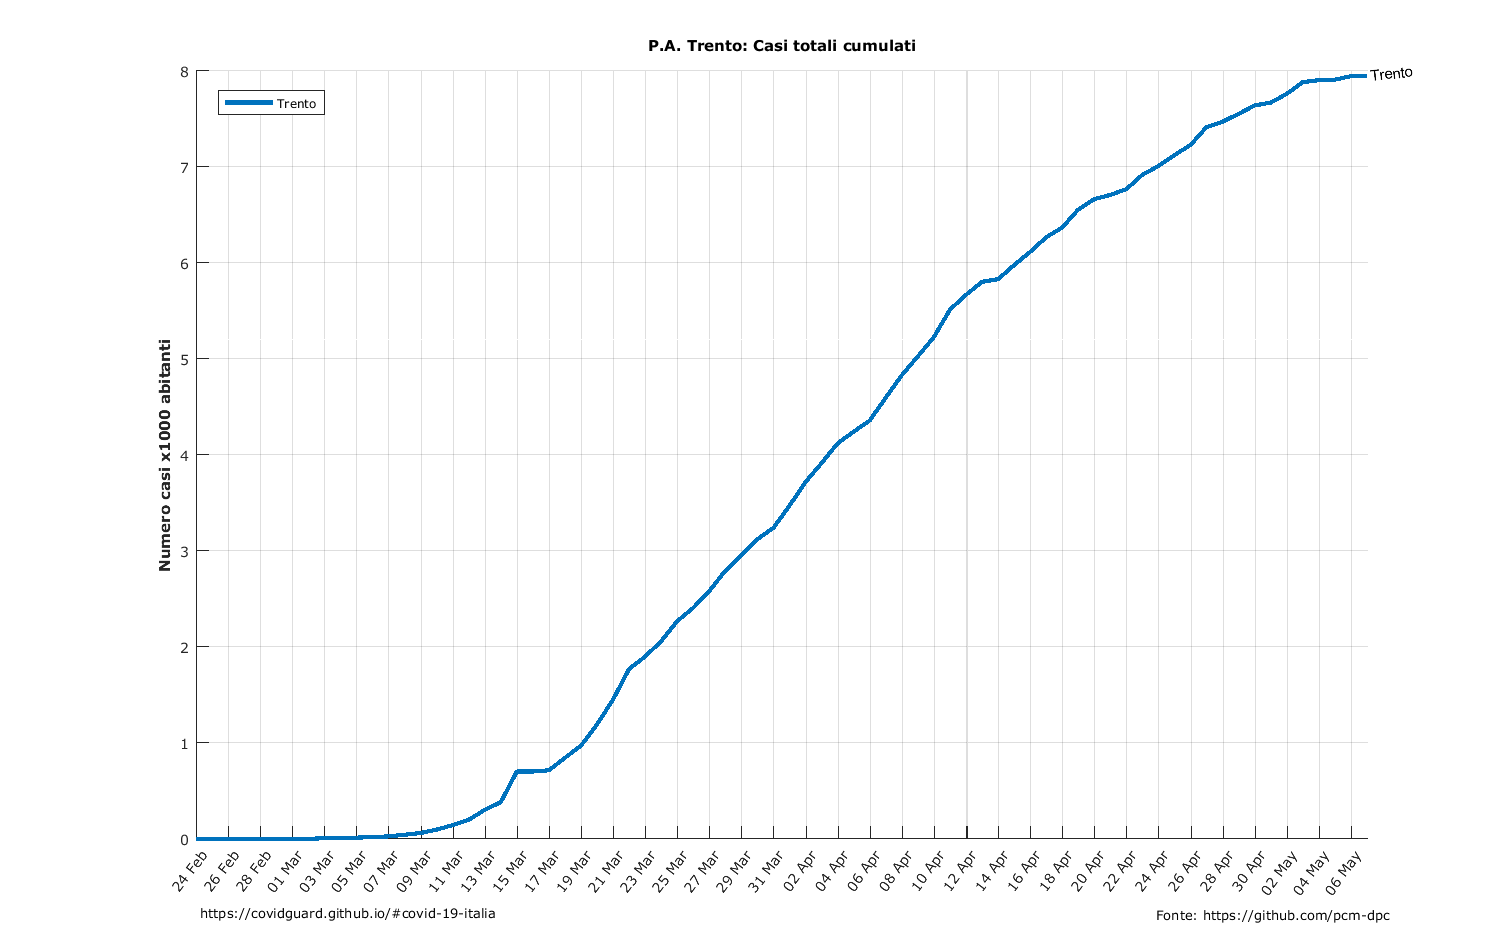 P.A. Trento: Casi totali cumulati
Trento
Trento
Numero casi x1000 abitanti
8
7
6
5
4
3
2
1
0
24 Feb
26 Feb
28 Feb
01 Mar
03 Mar
05 Mar
07 Mar
09 Mar
11 Mar
13 Mar
15 Mar
17 Mar
19 Mar
21 Mar
23 Mar
25 Mar
27 Mar
29 Mar
31 Mar
02 Apr
04 Apr
06 Apr
08 Apr
10 Apr
12 Apr
14 Apr
16 Apr
18 Apr
20 Apr
22 Apr
24 Apr
26 Apr
28 Apr
30 Apr
02 May
04 May
06 May
https://covidguard.github.io/#covid-19-italia
Fonte: https://github.com/pcm-dpc